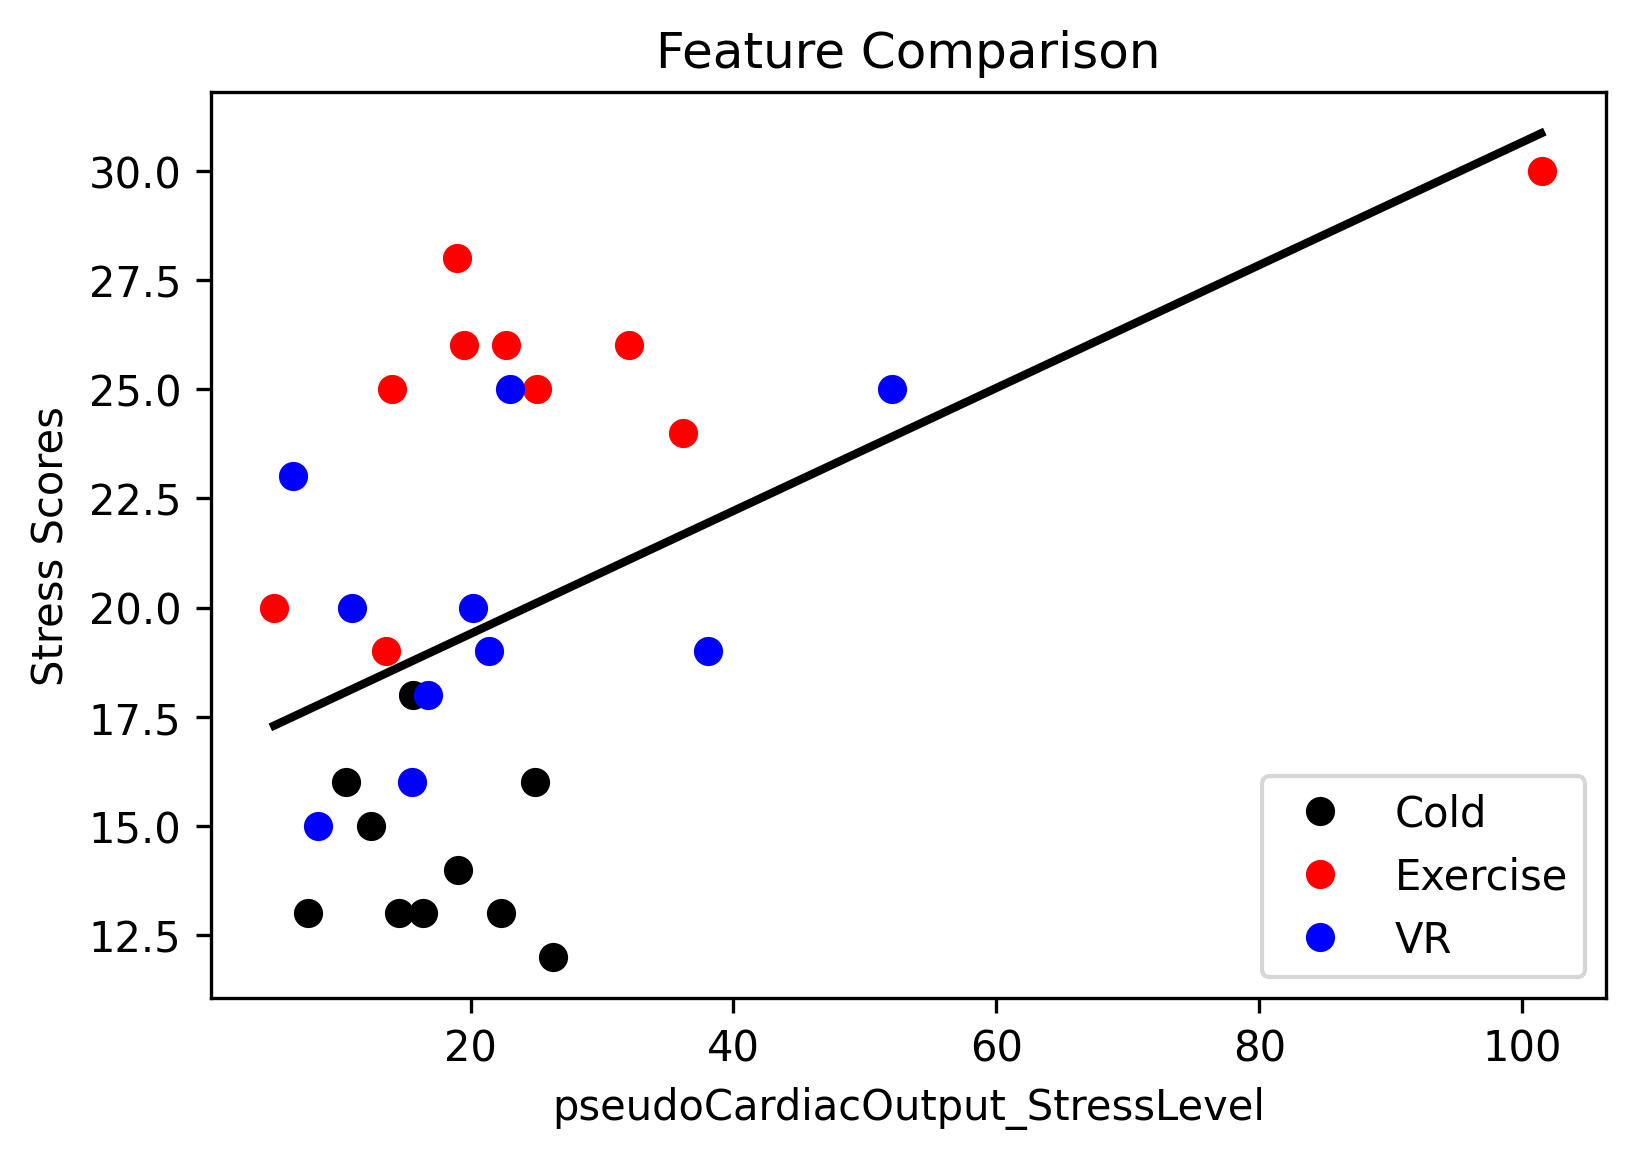 Feature Comparison
30.0
27.5
25.0
22.5
20.0
17.5
15.0
12.5
Stress Scores
Cold
Exercise
VR
20 40 60 80 100
pseudoCardiacOutput_StressLevel